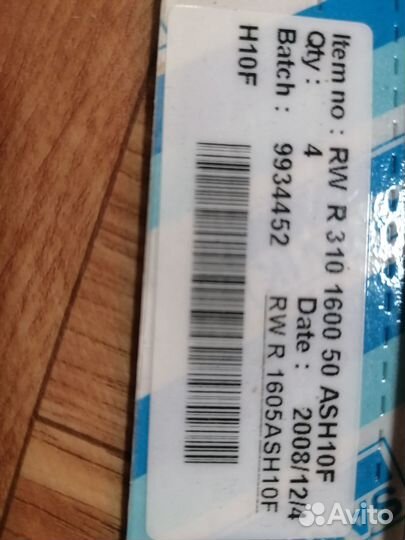 Item no : RW R 310 1600 50 ASH10F
Qty : 4 Date : 2008/12/4
Batch : 9934452 RW R 1605ASH10F
H10F
Avito